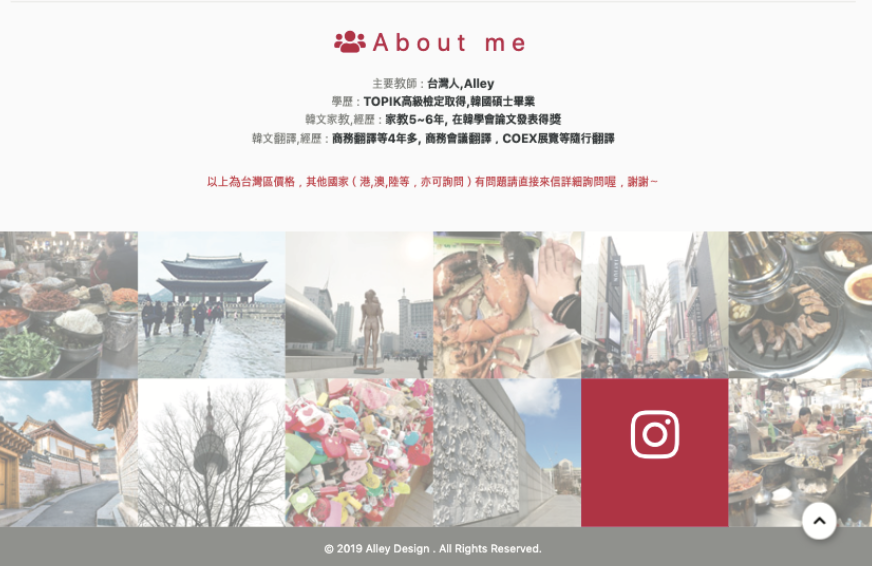 About me
主要教師 : 台灣人,Alley
學歷 : TOPIK高級檢定取得,韓國碩士畢業
韓文家教,經歷 : 家教5~6年, 在韓學會論文發表得獎
韓文翻譯,經歷 : 商務翻譯等4年多, 商務會議翻譯 , COEX展覽等隨行翻譯
以上為台灣區價格 , 其他國家 ( 港,澳,陸等 , 亦可詢問 ) 有問題請直接來信詳細詢問喔 , 謝謝~
© 2019 Alley Design . All Rights Reserved.